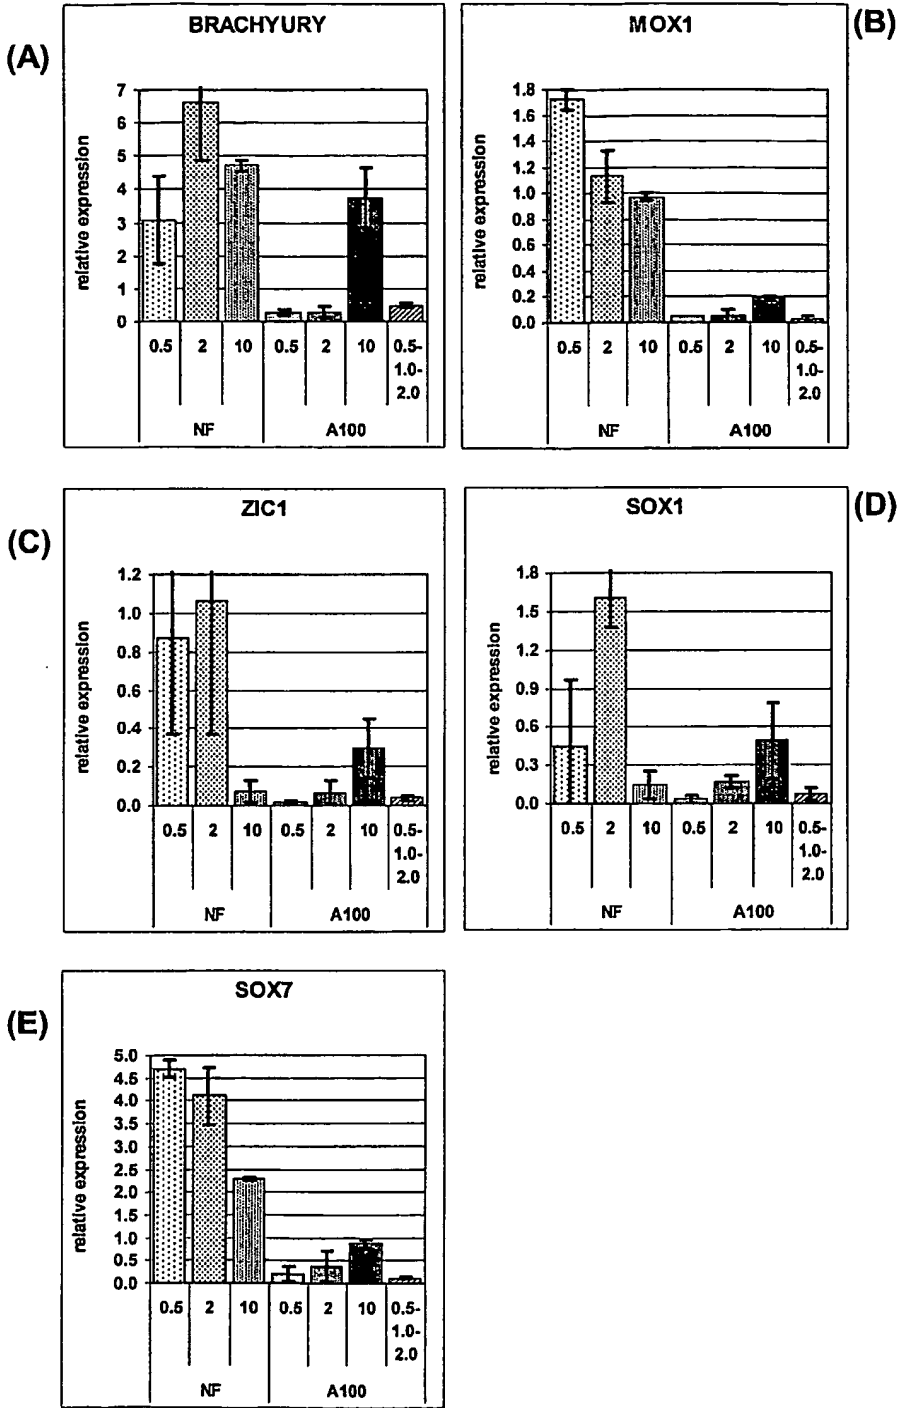 BRACHYURY
(A)
relative expression
7
6
5
4
3
2
1
0
0.5 2 10 0.5 2 10 0.5-
1.0-
2.0
NF A100
MOX1
(B)
relative expression
1.8
1.6
1.4
1.2
1.0
0.8
0.6
0.4
0.2
0.0
0.5 2 10 0.5 2 10 0.5-
1.0-
2.0
NF A100
ZIC1
(C)
relative expression
1.2
1.0
0.8
0.6
0.4
0.2
0.0
0.5 2 10 0.5 2 10 0.5-
1.0-
2.0
NF A100
SOX1
(D)
relative expression
1.8
1.5
1.2
0.9
0.6
0.3
0.0
0.5 2 10 0.5 2 10 0.5-
1.0-
2.0
NF A100
SOX7
(E)
relative expression
5.0
4.5
4.0
3.5
3.0
2.5
2.0
1.5
1.0
0.5
0.0
0.5 2 10 0.5 2 10 0.5-
1.0-
2.0
NF A100